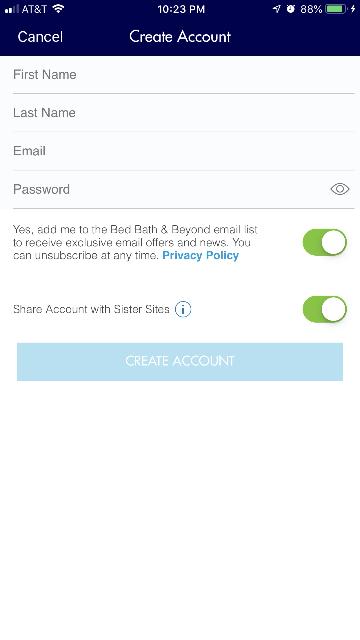 AT&T 10:23 PM 88%
Cancel Create Account
First Name
Last Name
Email
Password
Yes, add me to the Bed Bath & Beyond email list
to receive exclusive email offers and news. You
can unsubscribe at any time. Privacy Policy
Share Account with Sister Sites i
CREATE ACCOUNT